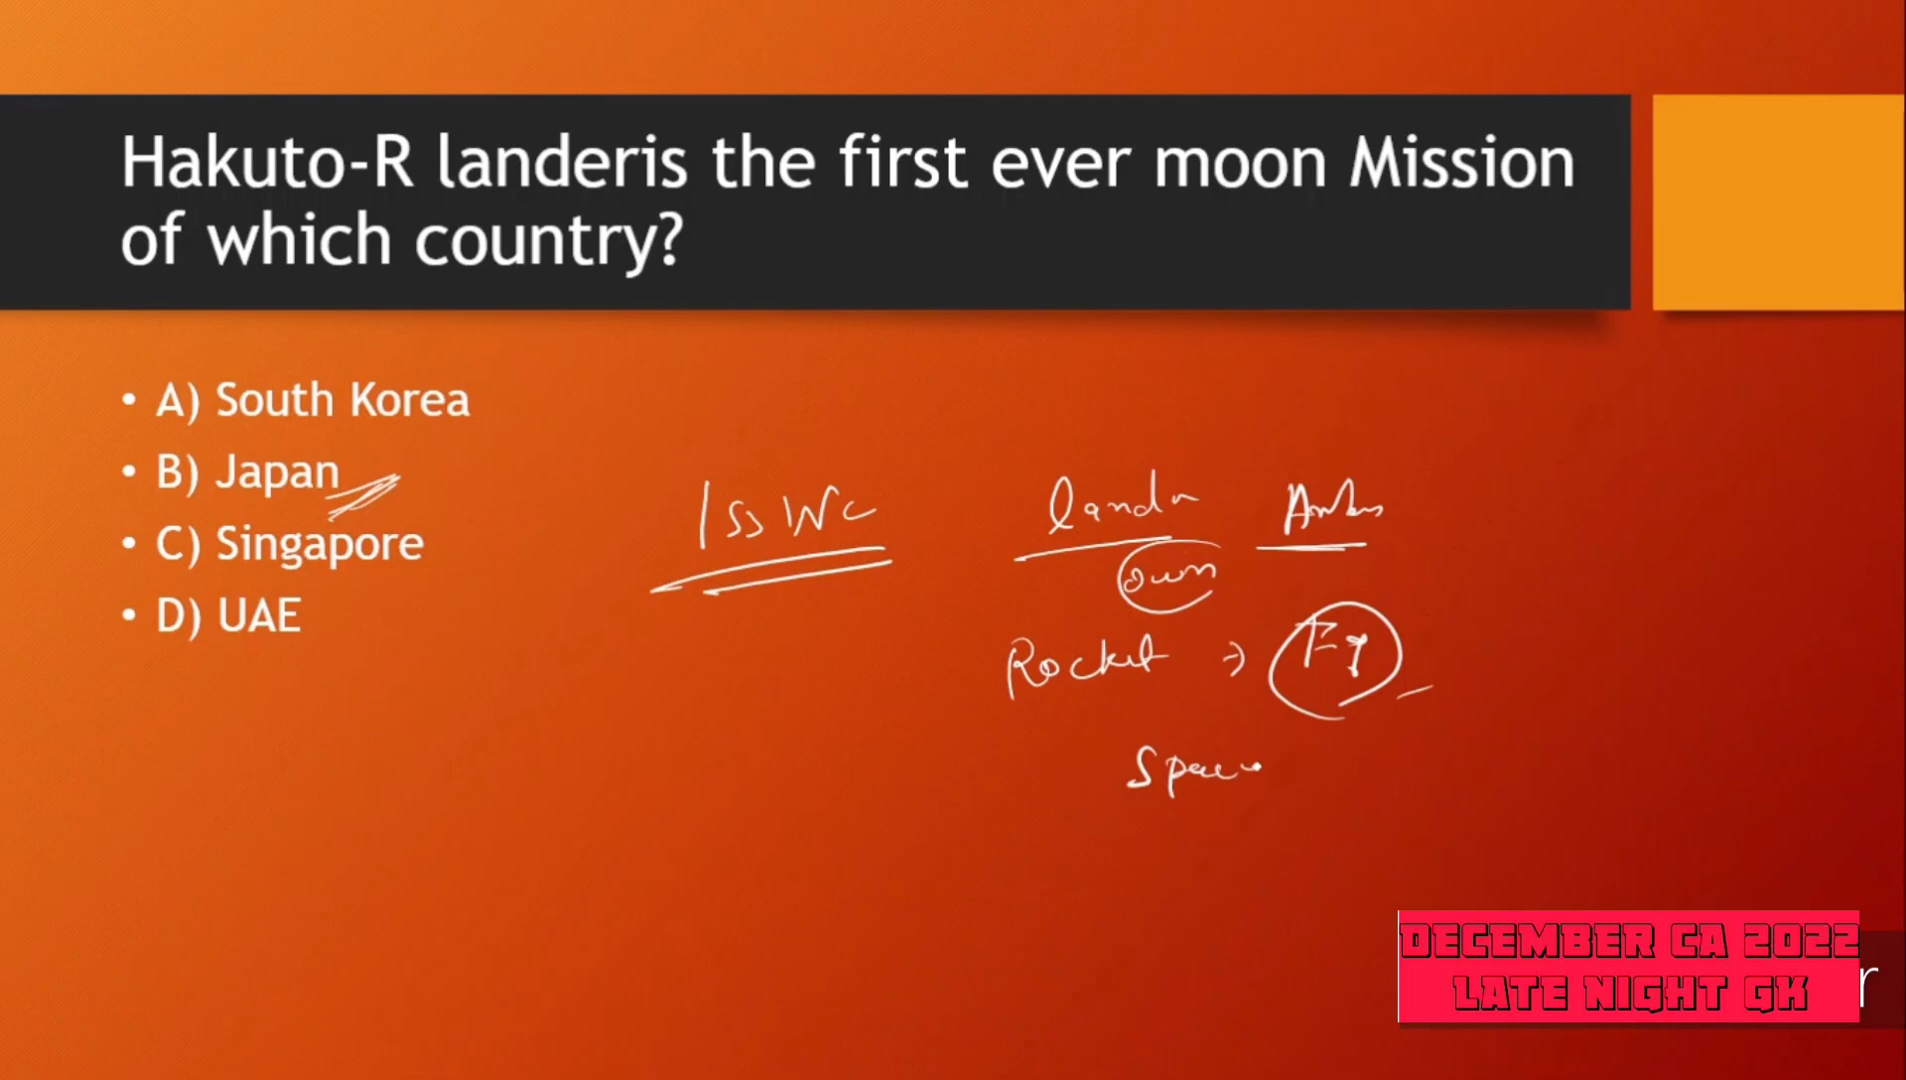 Hakuto-R landeris the first ever moon Mission
of which country?
• A) South Korea
• B) Japan
• C) Singapore
• D) UAE
own
Rocket →
DECEMBER CA 2022
LATE NIGHT GK
r